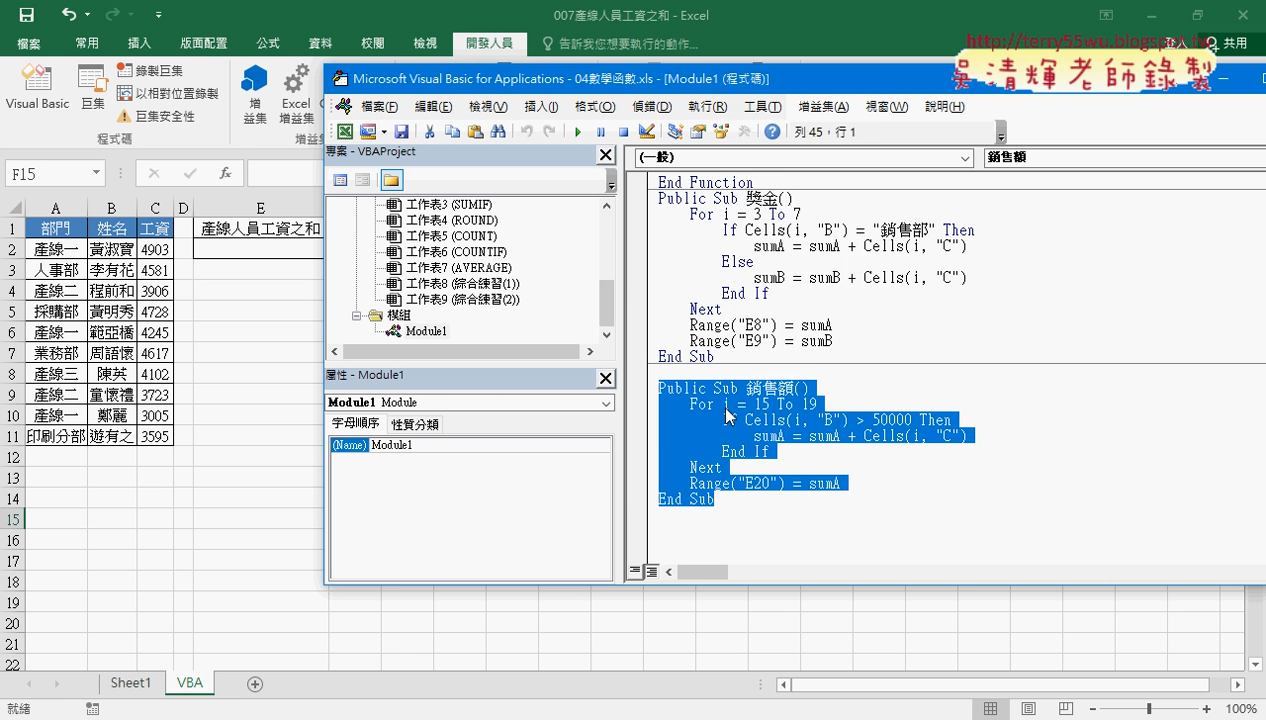 007產線人員工資之和 - Excel
http://terry55wu.blogspot.tw
吳清輝老師錄製
檔案 常用 插入 版面配置 公式 資料 校閱 檢視 開發人員 告訴我您想要執行的動作... 共用
Visual Basic 巨集 錄製巨集 以相對位置錄製 巨集安全性
程式碼
增益集 Excel 增益集
F15
A B C D E
1 部門 姓名 工資 產線人員工資之和
2 產線一 黃淑寶 4903
3 人事部 李有花 4581
4 產線二 程前和 3906
5 採購部 黃明秀 4728
6 產線一 範亞橋 4245
7 業務部 周語懷 4617
8 產線三 陳英 4102
9 產線二 童懷禮 3723
10 產線一 鄭麗 3005
11 印刷分部 遊有之 3595
12
13
14
15
16
17
18
19
20
21
22
Sheet1 VBA
就緒 100%
Microsoft Visual Basic for Applications - 04數學函數.xls - [Module1 (程式碼)]
檔案(F) 編輯(E) 檢視(V) 插入(I) 格式(O) 偵錯(D) 執行(R) 工具(T) 增益集(A) 視窗(W) 說明(H)
列 45，行 1
專案 - VBAProject
工作表3 (SUMIF)
工作表4 (ROUND)
工作表5 (COUNT)
工作表6 (COUNTIF)
工作表7 (AVERAGE)
工作表8 (綜合練習(1))
工作表9 (綜合練習(2))
模組
Module1
屬性 - Module1
Module1 Module
字母順序 性質分類
(Name) Module1
(一般) 銷售額
End Function
Public Sub 獎金()
For i = 3 To 7
If Cells(i, "B") = "銷售部" Then
sumA = sumA + Cells(i, "C")
Else
sumB = sumB + Cells(i, "C")
End If
Next
Range("E8") = sumA
Range("E9") = sumB
End Sub
Public Sub 銷售額()
For i = 15 To 19
If Cells(i, "B") > 50000 Then
sumA = sumA + Cells(i, "C")
End If
Next
Range("E20") = sumA
End Sub